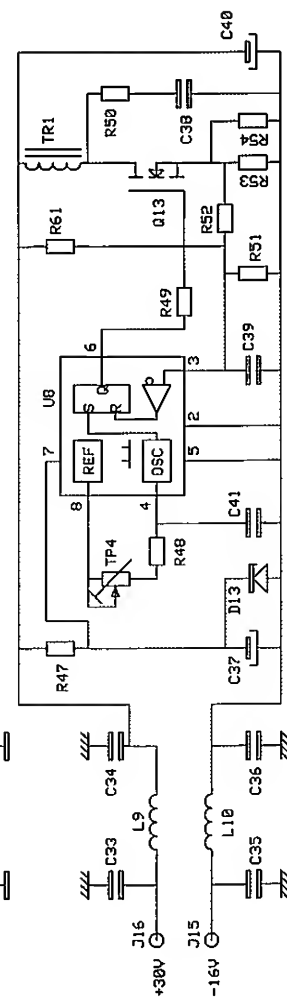 C40
TR1
R50
C38
R54
R53
Q13
R61
R52
R51
R49
6
U8
Q
S
R
3
C39
7
REF
OSC
2
5
8
4
TP4
R48
C41
D13
R47
C37
C34
C33
L9
L10
C36
C35
J16
J15
+30V
-16V